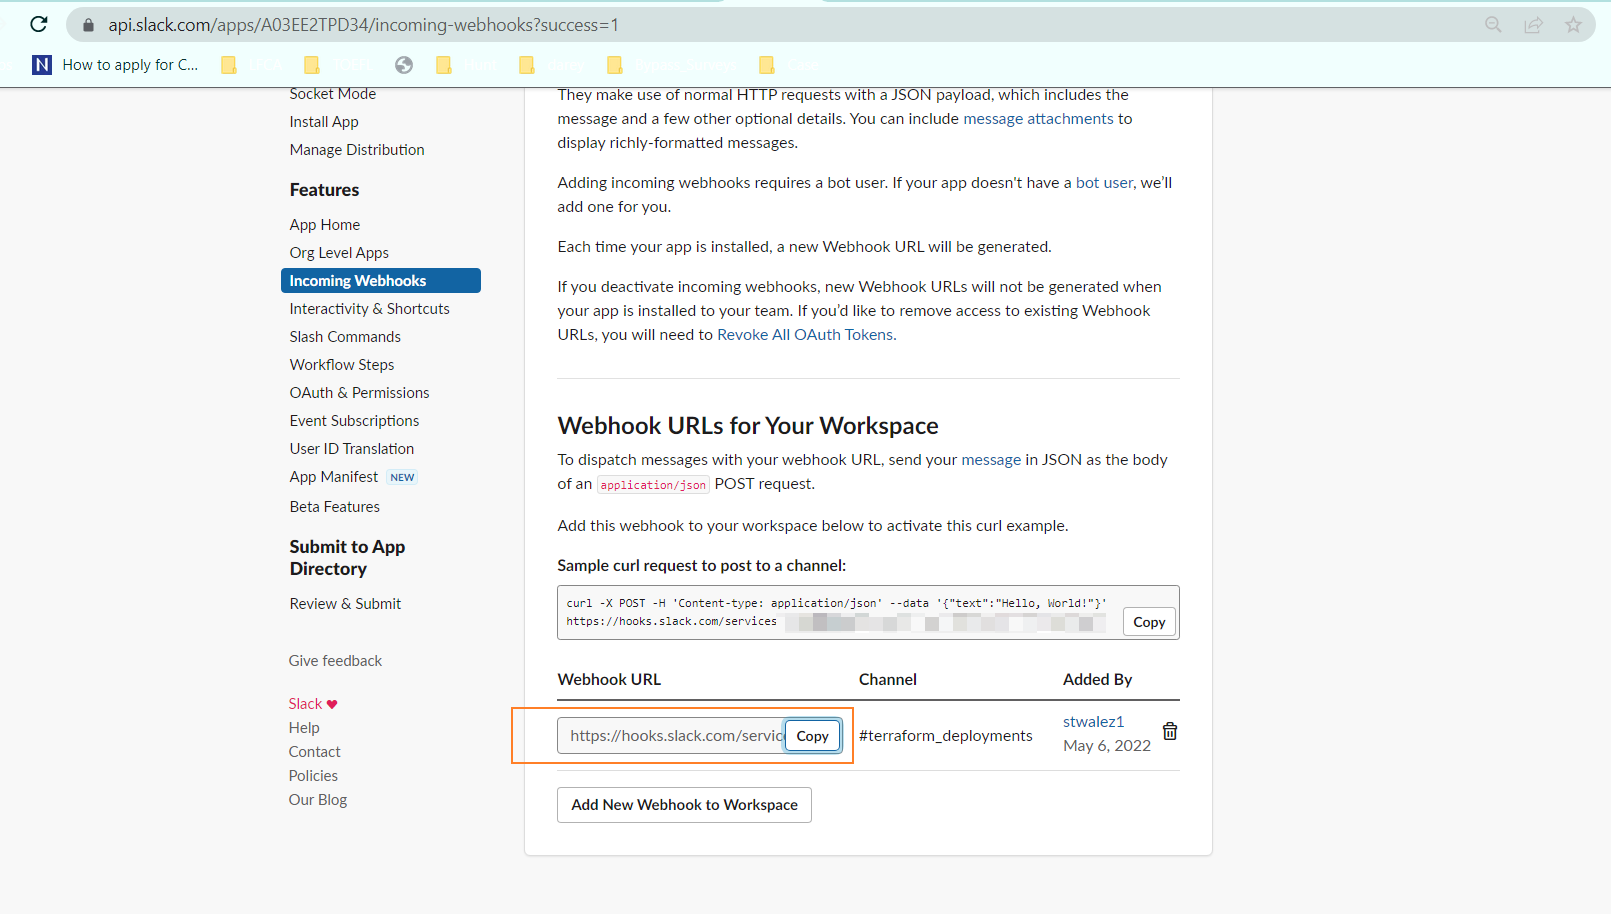 api.slack.com/apps/A03EE2TPD34/incoming-webhooks?success=1
N How to apply for C...
Socket Mode
Install App
Manage Distribution
Features
App Home
Org Level Apps
Incoming Webhooks
Interactivity & Shortcuts
Slash Commands
Workflow Steps
OAuth & Permissions
Event Subscriptions
User ID Translation
App Manifest NEW
Beta Features
Submit to App
Directory
Review & Submit
Give feedback
Slack ♥
Help
Contact
Policies
Our Blog
They make use of normal HTTP requests with a JSON payload, which includes the
message and a few other optional details. You can include message attachments to
display richly-formatted messages.
Adding incoming webhooks requires a bot user. If your app doesn't have a bot user, we’ll
add one for you.
Each time your app is installed, a new Webhook URL will be generated.
If you deactivate incoming webhooks, new Webhook URLs will not be generated when
your app is installed to your team. If you’d like to remove access to existing Webhook
URLs, you will need to Revoke All OAuth Tokens.
Webhook URLs for Your Workspace
To dispatch messages with your webhook URL, send your message in JSON as the body
of an application/json POST request.
Add this webhook to your workspace below to activate this curl example.
Sample curl request to post to a channel:
curl -X POST -H 'Content-type: application/json' --data '{"text":"Hello, World!"}'
https://hooks.slack.com/services
Copy
Webhook URL Channel Added By
https://hooks.slack.com/servic Copy #terraform_deployments stwalez1
May 6, 2022
Add New Webhook to Workspace